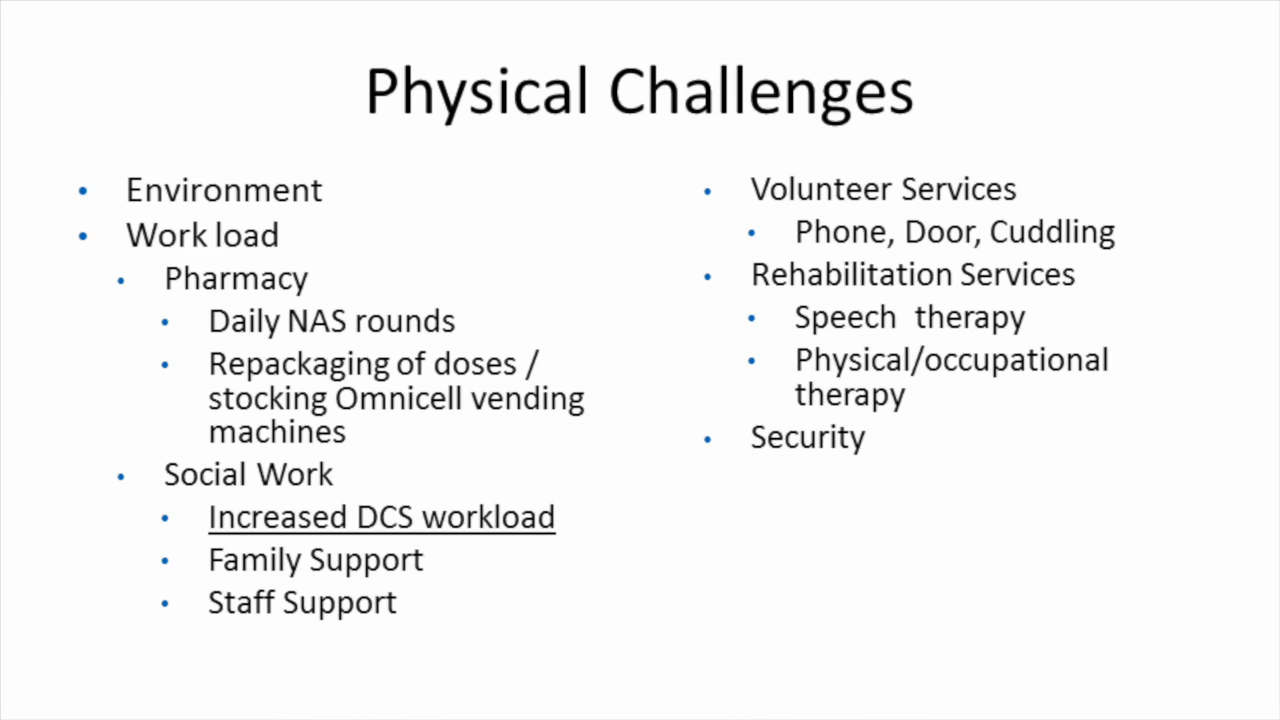 Physical Challenges
• Environment
• Work load
• Pharmacy
• Daily NAS rounds
• Repackaging of doses /
stocking Omnicell vending
machines
• Social Work
• Increased DCS workload
• Family Support
• Staff Support
• Volunteer Services
• Phone, Door, Cuddling
• Rehabilitation Services
• Speech  therapy
• Physical/occupational
therapy
• Security